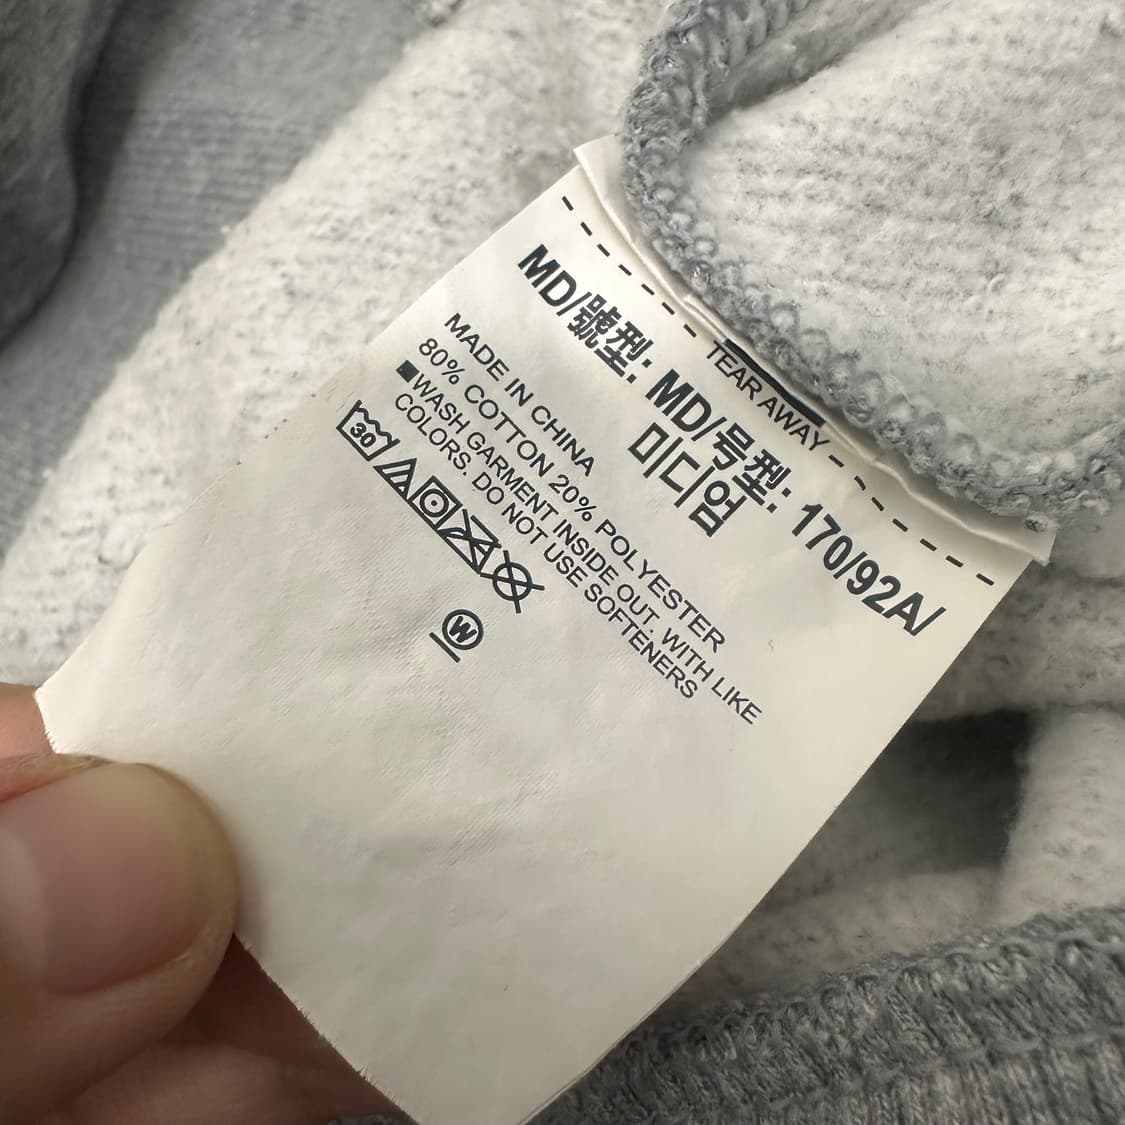 TEAR AWAY
MD/號型: MD/号型: 170/92A/
미디엄
MADE IN CHINA
80% COTTON 20% POLYESTER
■WASH GARMENT INSIDE OUT, WITH LIKE
COLORS. DO NOT USE SOFTENERS
30
W